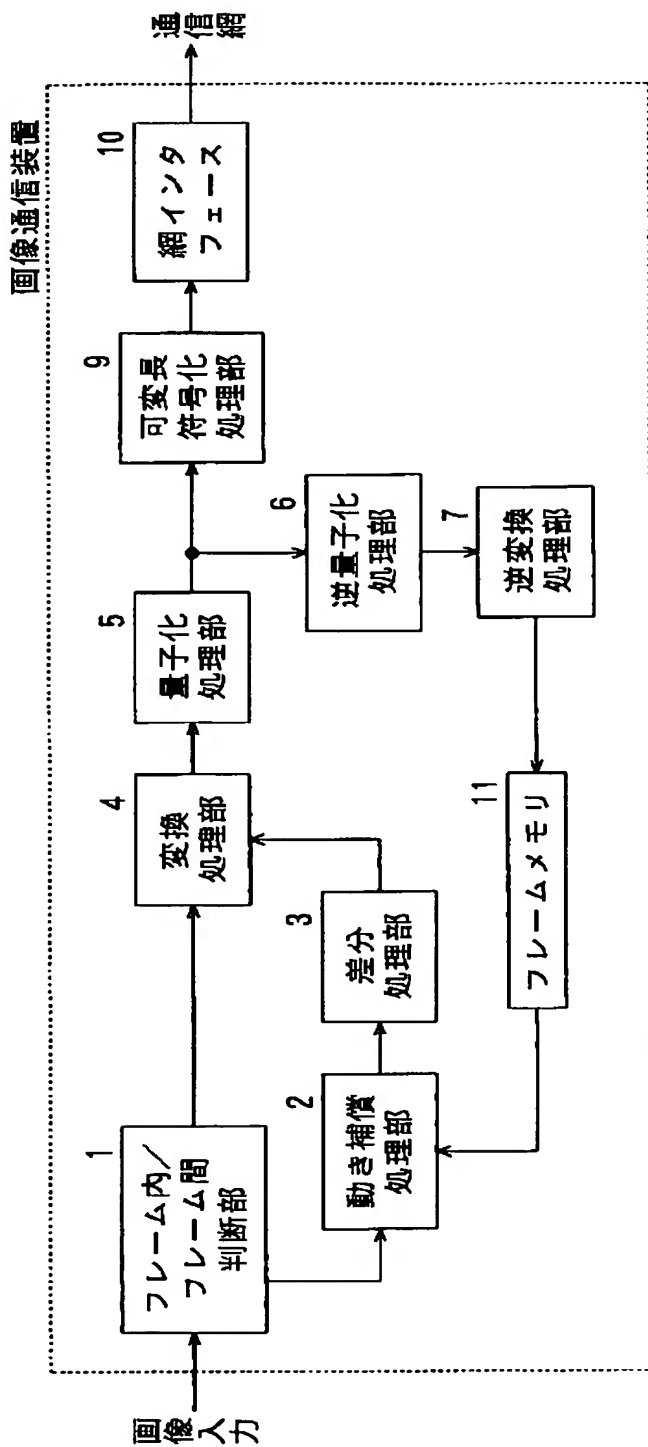 画像通信装置
画像
入力
1
フレーム内／
フレーム間
判断部
2
動き補償
処理部
3
差分
処理部
4
変換
処理部
5
量子化
処理部
6
逆量子化
処理部
7
逆変換
処理部
9
可変長
符号化
処理部
10
網インタ
フェース
通信網
11
フレームメモリ